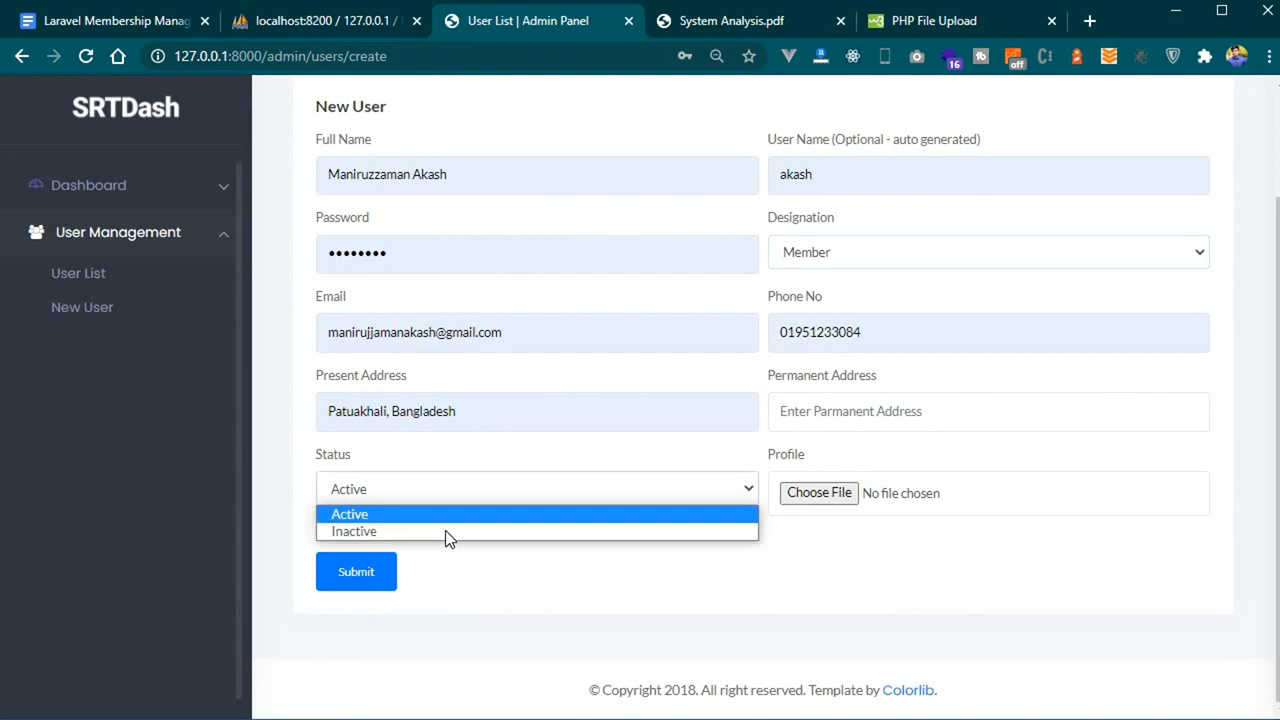 Laravel Membership Manag
localhost:8200 / 127.0.0.1 /
User List | Admin Panel
System Analysis.pdf
PHP File Upload
127.0.0.1:8000/admin/users/create
16
off
SRTDash
Dashboard
User Management
User List
New User
New User
Full Name
User Name (Optional - auto generated)
Maniruzzaman Akash
akash
Password
Designation
••••••••
Member
Email
Phone No
manirujjamanakash@gmail.com
01951233084
Present Address
Permanent Address
Patuakhali, Bangladesh
Enter Parmanent Address
Status
Profile
Active
Choose File No file chosen
Active
Inactive
Submit
© Copyright 2018. All right reserved. Template by Colorlib.